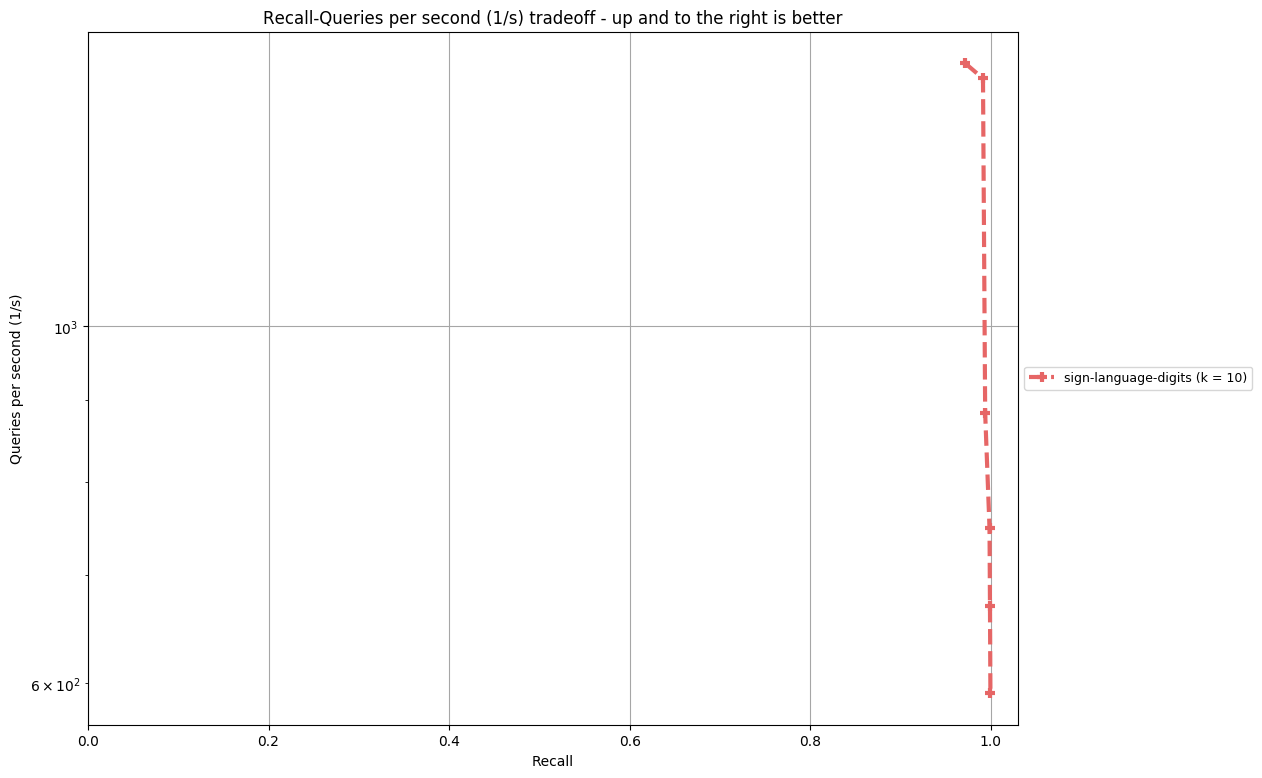 Recall-Queries per second (1/s) tradeoff - up and to the right is better
Queries per second (1/s)
10³
6 × 10²
0.0 0.2 0.4 0.6 0.8 1.0
Recall
sign-language-digits (k = 10)